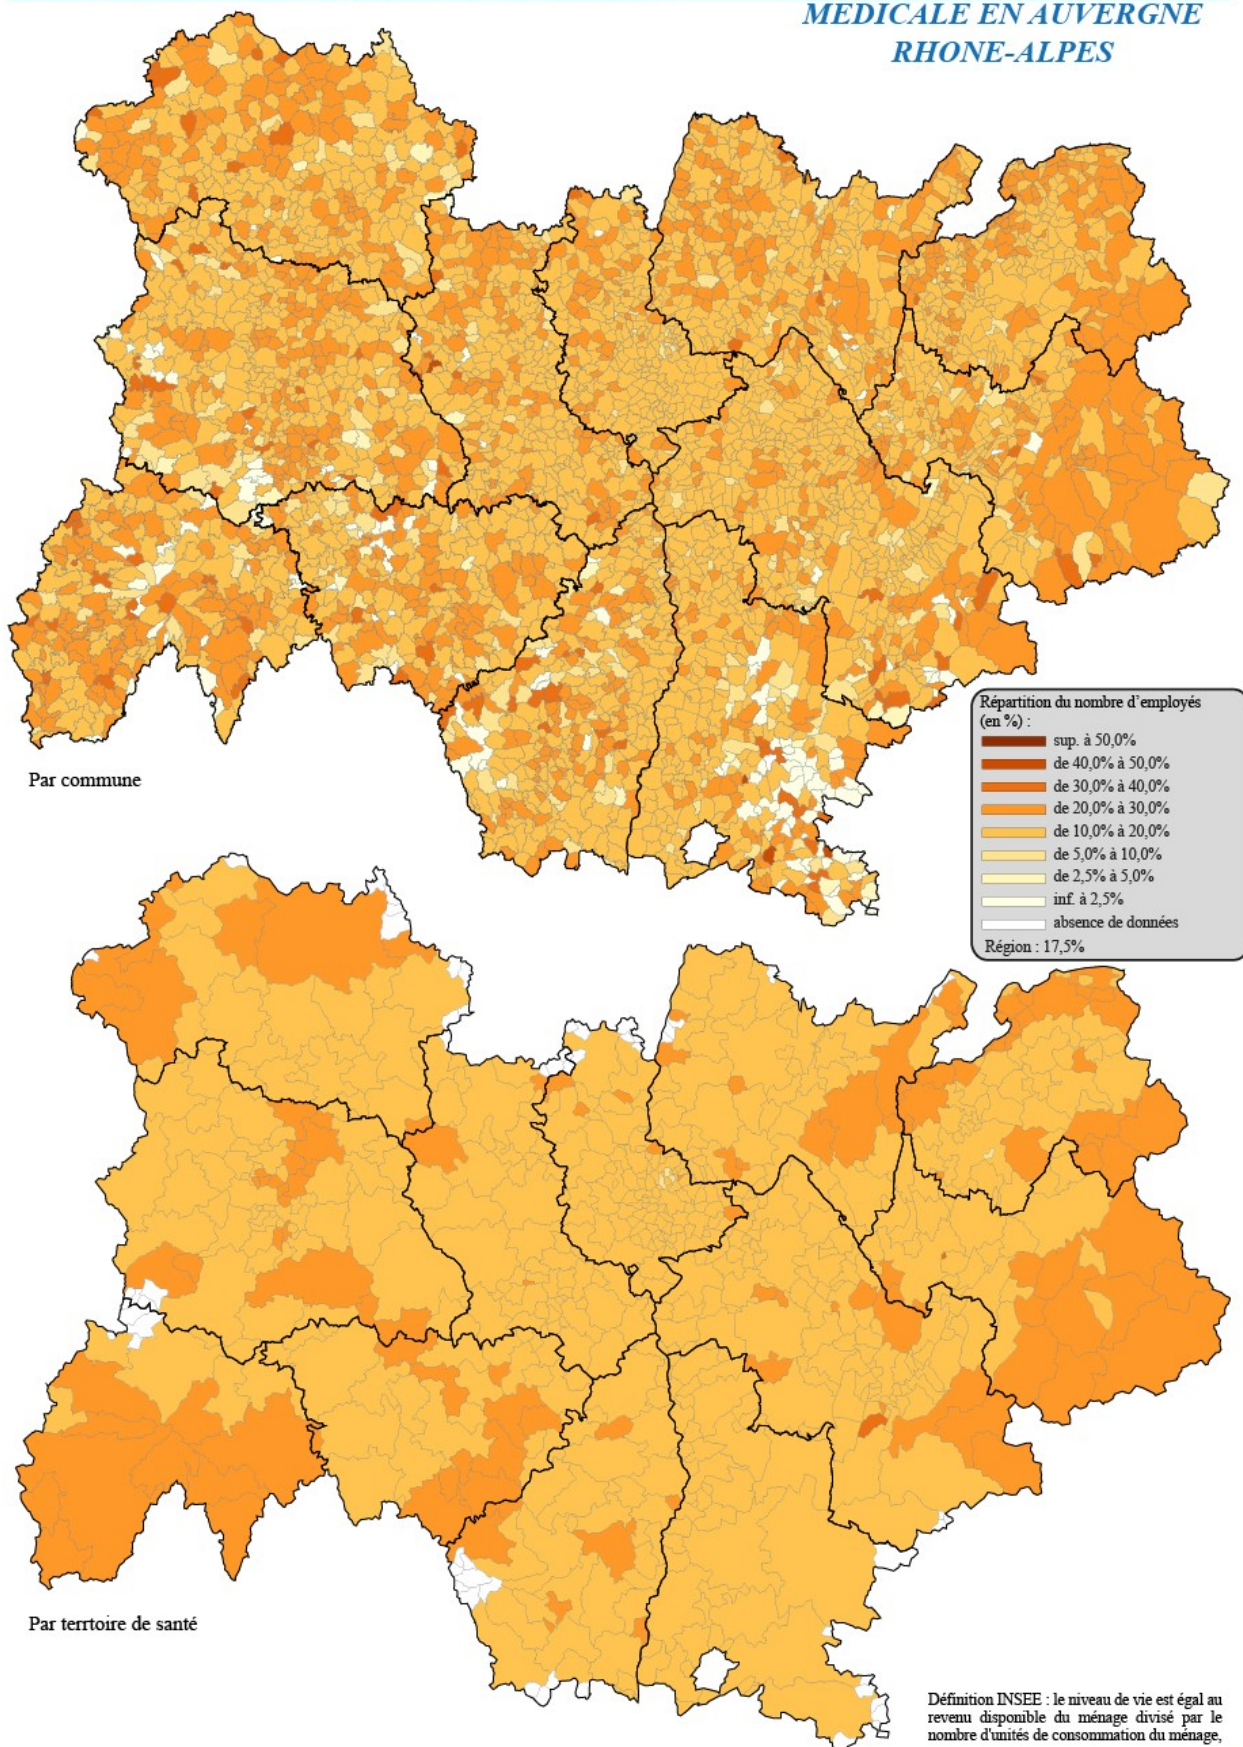 MEDICALE EN AUVERGNE
RHONE-ALPES
Répartition du nombre d'employés
(en %) :
sup. à 50,0%
de 40,0% à 50,0%
de 30,0% à 40,0%
de 20,0% à 30,0%
de 10,0% à 20,0%
de 5,0% à 10,0%
de 2,5% à 5,0%
inf. à 2,5%
absence de données
Région : 17,5%
Par commune
Par terrtoire de santé
Définition INSEE : le niveau de vie est égal au
revenu disponible du ménage divisé par le
nombre d'unités de consommation du ménage,